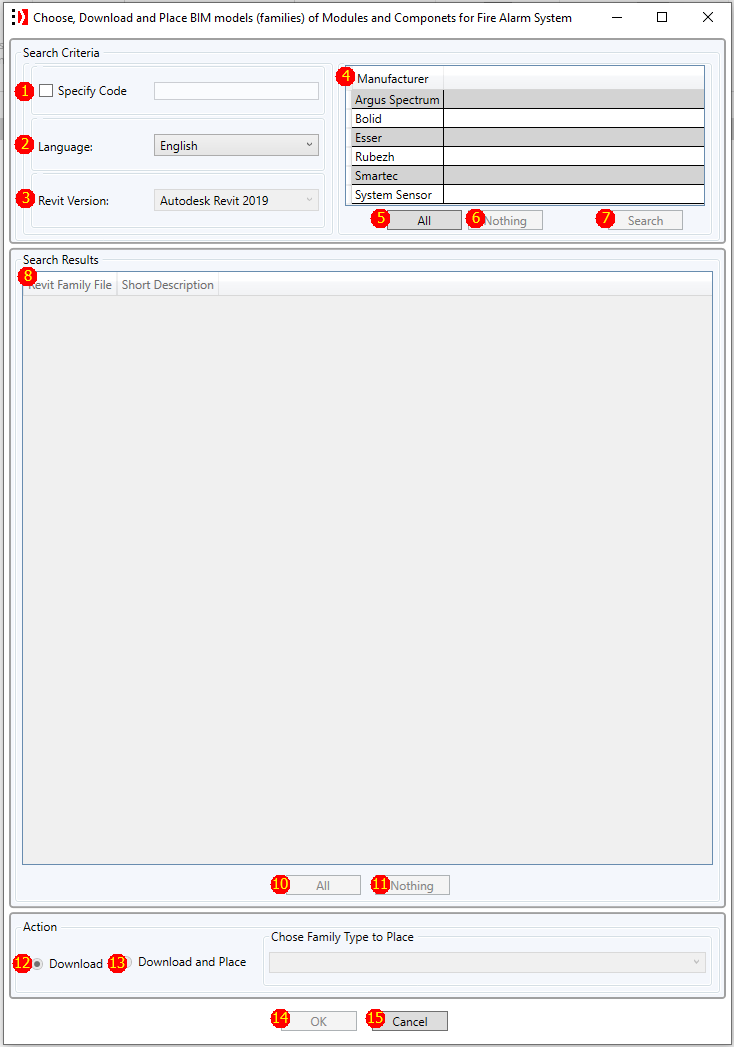 Choose, Download and Place BIM models (families) of Modules and Componets for Fire Alarm System
Search Criteria
1 Specify Code
2 Language: English
3 Revit Version: Autodesk Revit 2019
4 Manufacturer
Argus Spectrum
Bolid
Esser
Rubezh
Smartec
System Sensor
5 All 6 Nothing 7 Search
Search Results
8 Revit Family File Short Description
10 All 11 Nothing
Action
Chose Family Type to Place
12 Download 13 Download and Place
14 OK 15 Cancel